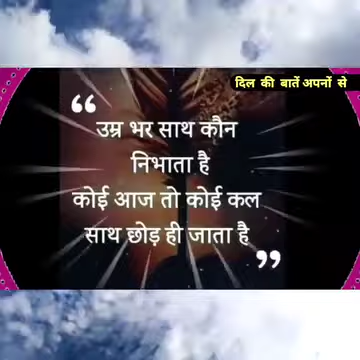 दिल की बातें अपनों से
“उम्र भर साथ कौन
निभाता है
कोई आज तो कोई कल
साथ छोड़ ही जाता है”